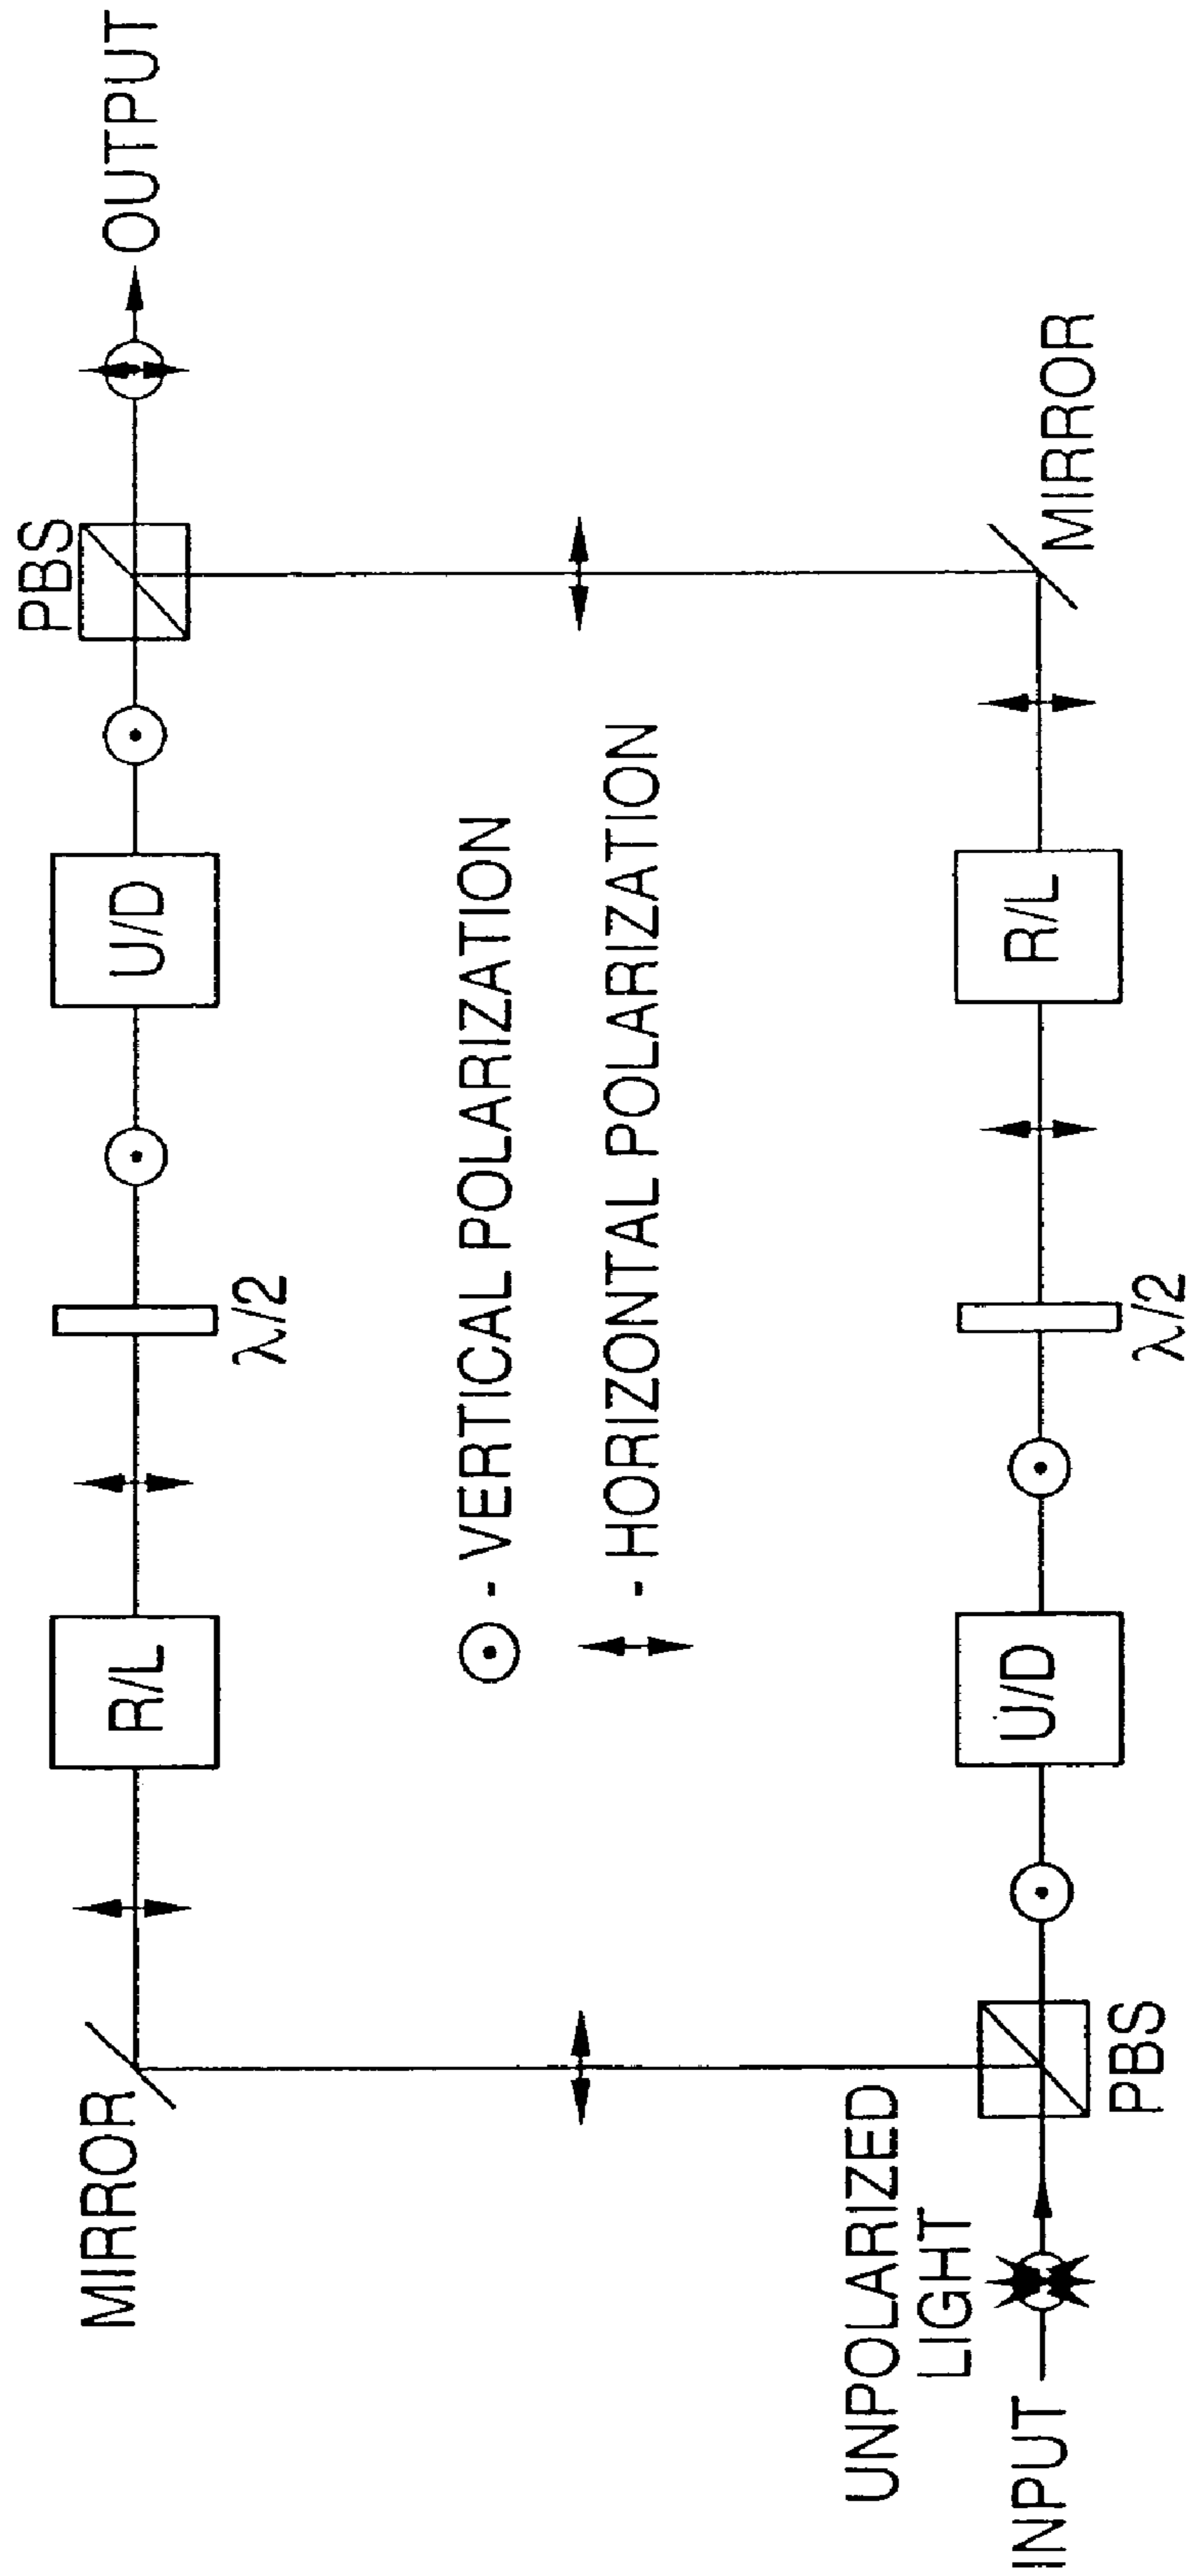 MIRROR
R/L
λ/2
U/D
PBS
OUTPUT
- VERTICAL POLARIZATION
- HORIZONTAL POLARIZATION
UNPOLARIZED
LIGHT
INPUT
PBS
U/D
λ/2
R/L
MIRROR